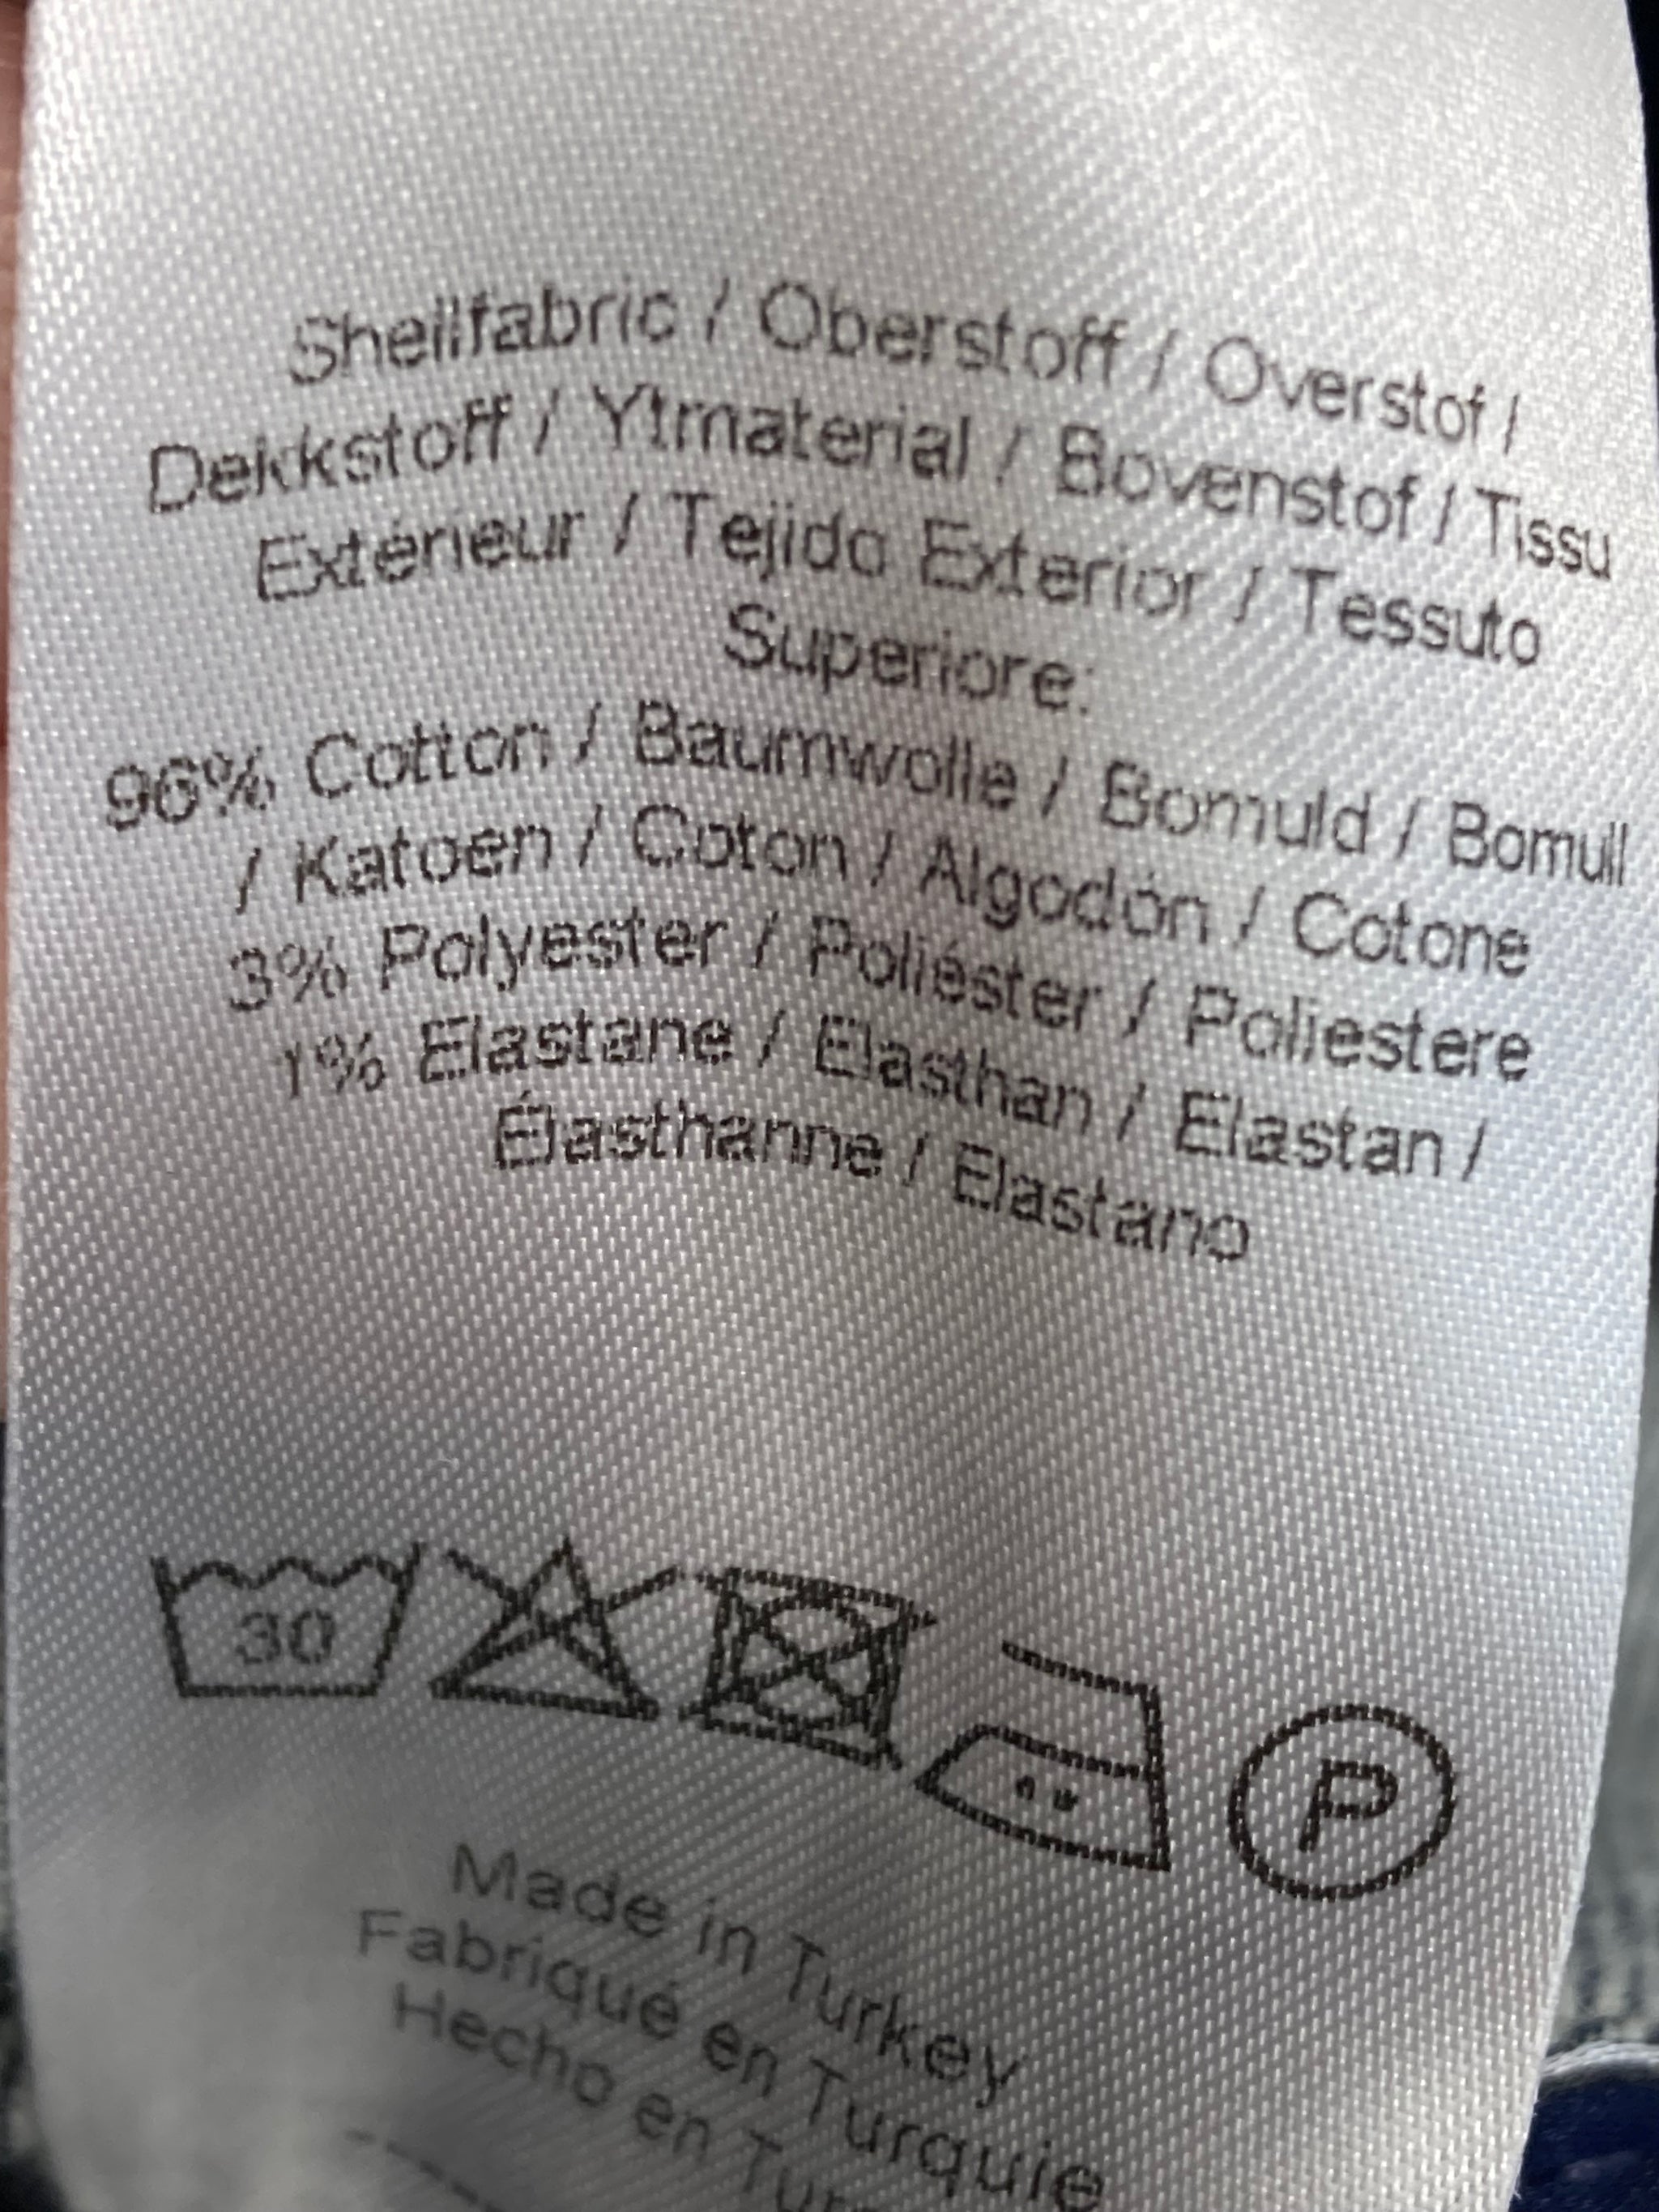 Shellfabric / Oberstoff / Overstof /
Dekkstoff / Ytmaterial / Bovenstof / Tissu
Extérieur / Tejido Exterior / Tessuto
Superiore:
96% Cotton / Baumwolle / Bomuld / Bomull
/ Katoen / Coton / Algodón / Cotone
3% Polyester / Poliéster / Poliestere
1% Elastane / Elasthan / Elastan /
Élasthanne / Elastano
30
P
Made in Turkey
Fabriqué en Turquie
Hecho en